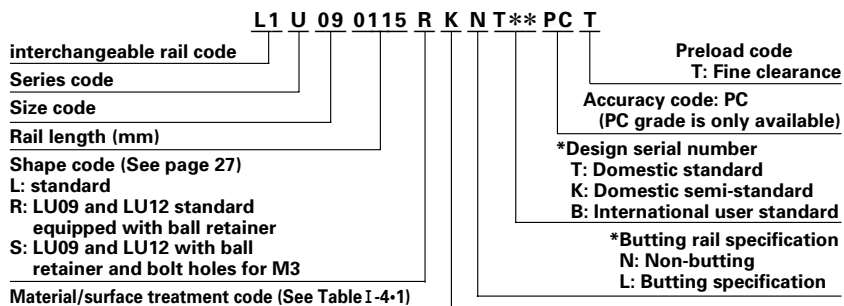 L1 U 09 0115 R K N T** PC T
interchangeable rail code
Series code
Size code
Rail length (mm)
Shape code (See page 27)
L: standard
R: LU09 and LU12 standard
equipped with ball retainer
S: LU09 and LU12 with ball
retainer and bolt holes for M3
Material/surface treatment code (See Table I-4•1)
Preload code
T: Fine clearance
Accuracy code: PC
(PC grade is only available)
*Design serial number
T: Domestic standard
K: Domestic semi-standard
B: International user standard
*Butting rail specification
N: Non-butting
L: Butting specification